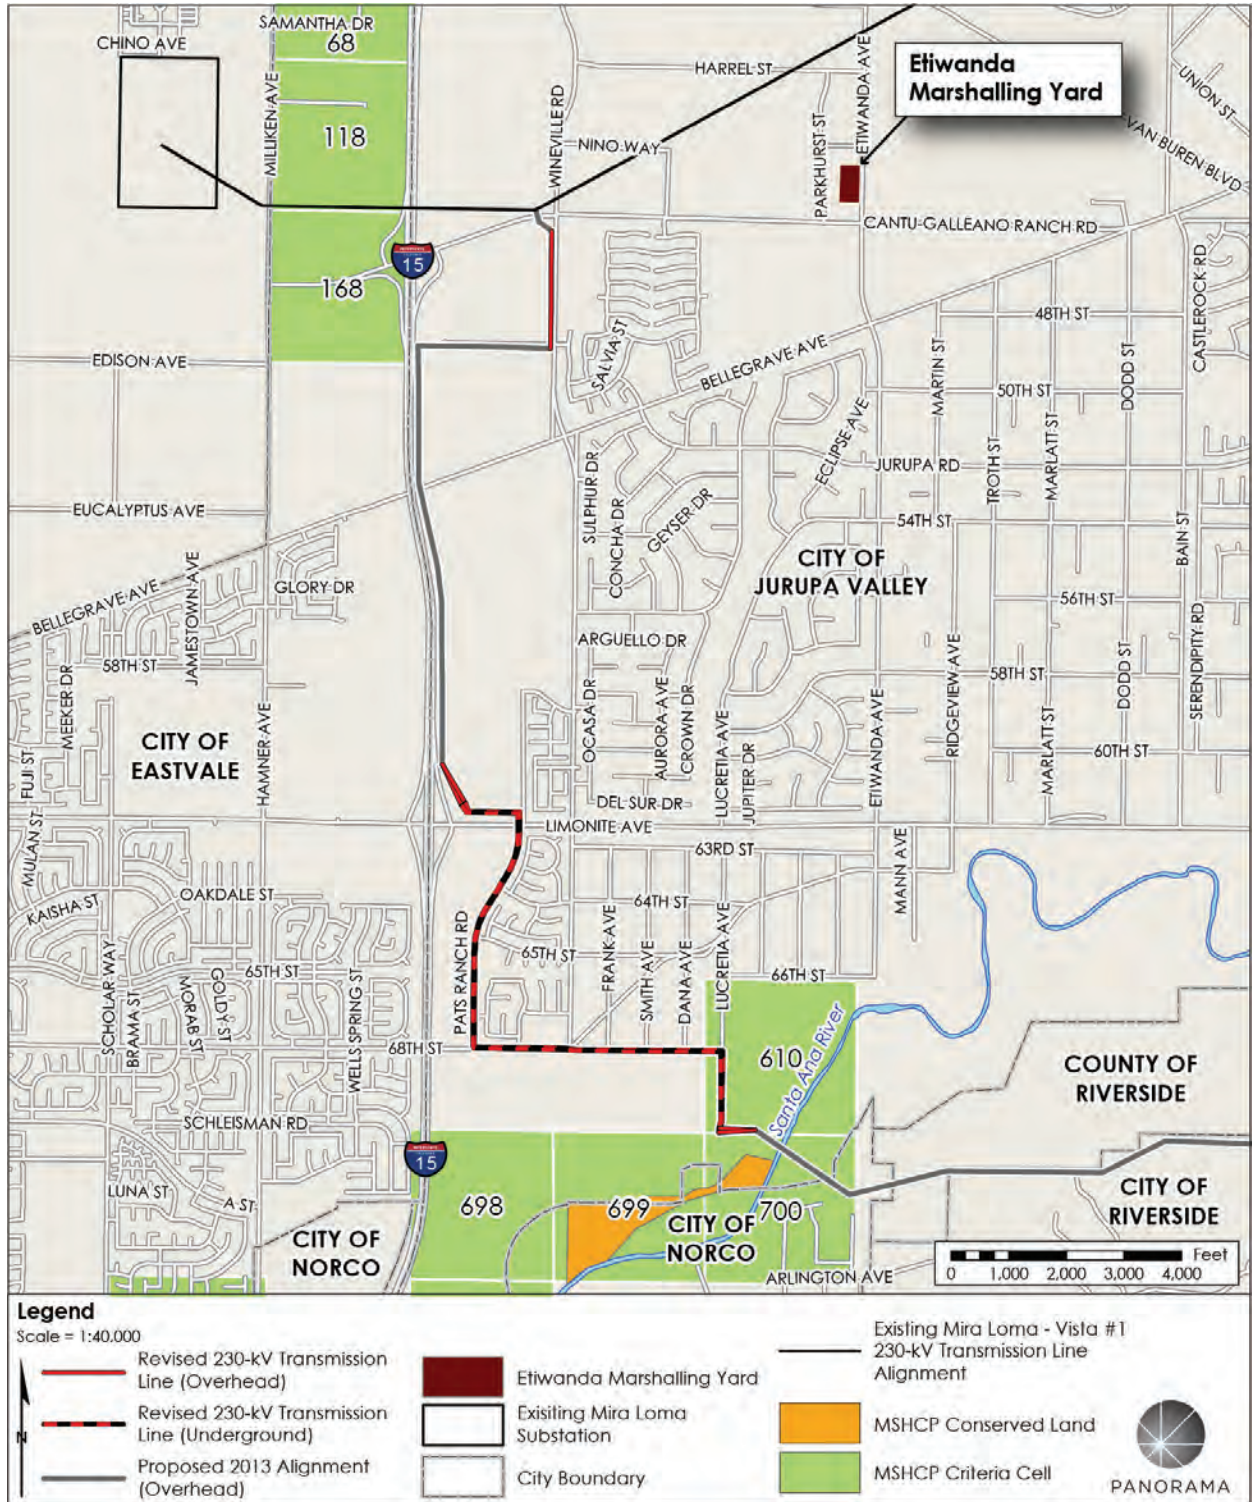 SAMANTHA DR
CHINO AVE
68
MILLIKEN AVE
118
168
INTERSTATE
15
HARREL ST
WINEVILLE RD
NINO WAY
PARKHURST ST
ETIWANDA AVE
Etiwanda
Marshalling Yard
UNION ST
VAN BUREN BLVD
CANTU-GALLEANO RANCH RD
CASTLEROCK RD
48TH ST
EDISON AVE
SALVIA ST
BELLEGRAVE AVE
MARTIN ST
DODD ST
50TH ST
ECLIPSE AVE
JURUPA RD
TROTH ST
MARLATT ST
EUCALYPTUS AVE
SULPHUR DR
CONCHA DR
GEYSER DR
54TH ST
BAIN ST
CITY OF
JURUPA VALLEY
JAMESTOWN AVE
GLORY DR
BELLEGRAVE AVE
56TH ST
ARGUELLO DR
58TH ST
MEEKER DR
58TH ST
DODD ST
SERENDIPITY RD
OCASA DR
AURORA AVE
CROWN DR
LUCRETIA AVE
JUPITER DR
ETIWANDA AVE
RIDGEVIEW AVE
MARLATT ST
60TH ST
CITY OF
EASTVALE
HAMNER AVE
FUJI ST
MULAN ST
DEL SUR DR
LIMONITE AVE
63RD ST
MANN AVE
OAKDALE ST
KAISHA ST
64TH ST
PATS RANCH RD
65TH ST
FRANK AVE
SMITH AVE
DANA AVE
LUCRETIA AVE
66TH ST
SCHOLAR WAY
BRAMA ST
MORAB ST
GOLDY ST
65TH ST
WELLS SPRING ST
68TH ST
610
Santa Ana River
COUNTY OF
RIVERSIDE
SCHLEISMAN RD
INTERSTATE
15
LUNA ST
A ST
698
699
700
CITY OF
NORCO
CITY OF
NORCO
CITY OF
RIVERSIDE
ARLINGTON AVE
Feet
0 1,000 2,000 3,000 4,000
Legend
Scale = 1:40,000
N
Revised 230-kV Transmission
Line (Overhead)
Revised 230-kV Transmission
Line (Underground)
Proposed 2013 Alignment
(Overhead)
Etiwanda Marshalling Yard
Exisiting Mira Loma
Substation
City Boundary
Existing Mira Loma - Vista #1
230-kV Transmission Line
Alignment
MSHCP Conserved Land
MSHCP Criteria Cell
PANORAMA